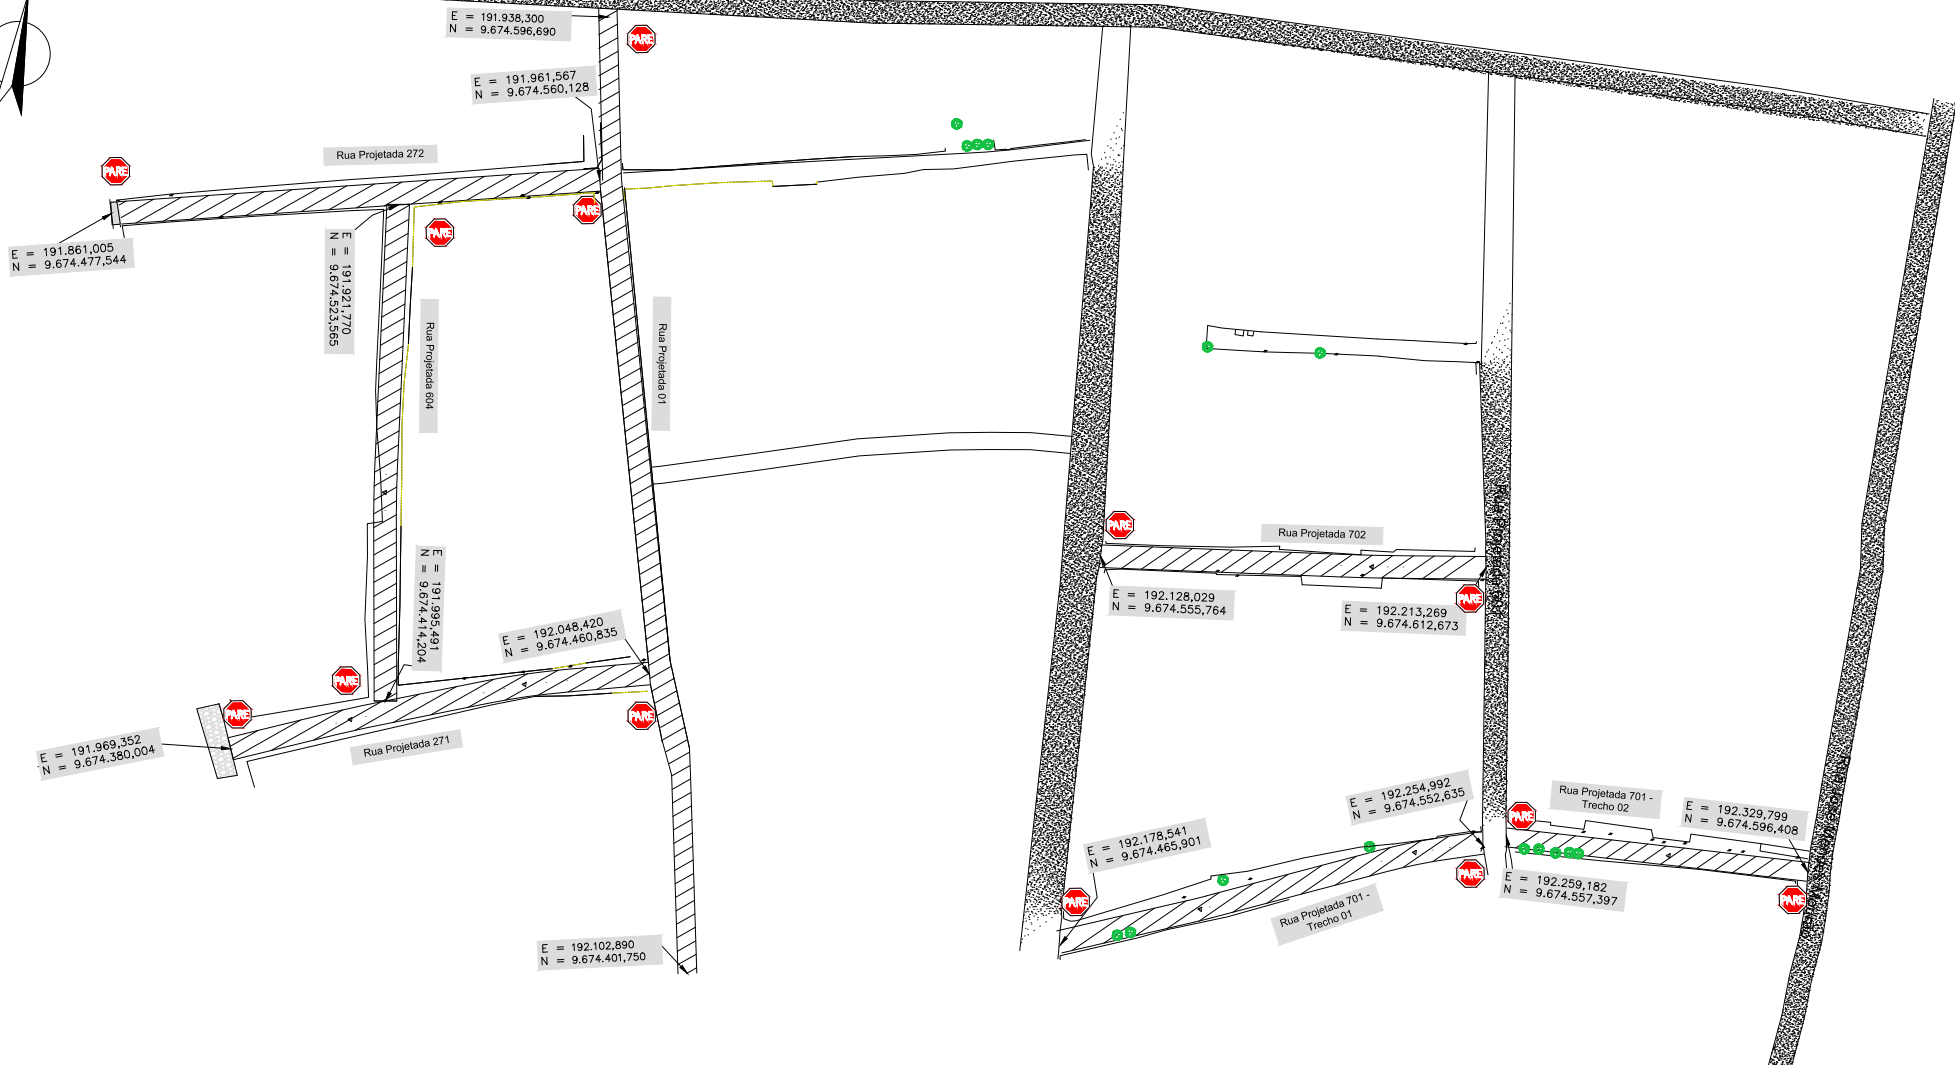 E = 191.938,300
N = 9.674.596,690
PARE
E = 191.961,567
N = 9.674.560,128
Rua Projetada 272
PARE
PARE
PARE
E = 191.861,005
N = 9.674.477,544
E = 191.921,770
N = 9.674.523,565
Rua Projetada 604
Rua Projetada 01
PARE
Rua Projetada 702
E = 192.128,029
N = 9.674.555,764
PARE
E = 192.213,269
N = 9.674.612,673
E = 191.995,491
N = 9.674.414,204
E = 192.048,420
N = 9.674.460,835
PARE
PARE
PARE
E = 191.969,352
N = 9.674.380,004
Rua Projetada 271
E = 192.254,992
N = 9.674.552,635
PARE
Rua Projetada 701 -
Trecho 02
E = 192.329,799
N = 9.674.596,408
E = 192.178,541
N = 9.674.465,901
PARE
PARE
E = 192.259,182
N = 9.674.557,397
PARE
Rua Projetada 701 -
Trecho 01
E = 192.102,890
N = 9.674.401,750